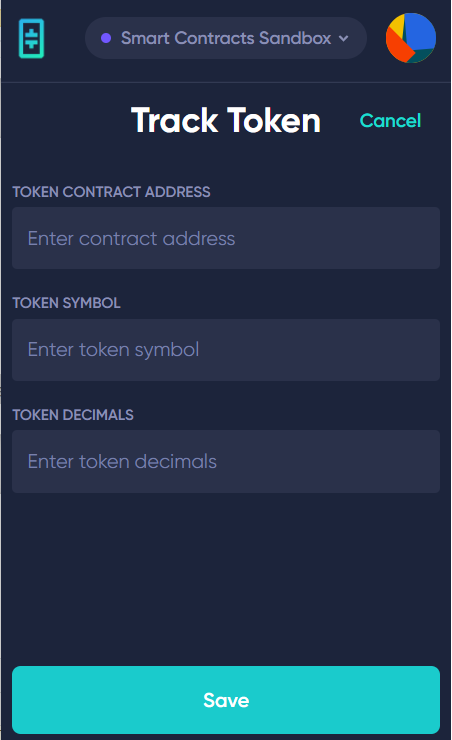 Smart Contracts Sandbox
Track Token
Cancel
TOKEN CONTRACT ADDRESS
Enter contract address
TOKEN SYMBOL
Enter token symbol
TOKEN DECIMALS
Enter token decimals
Save